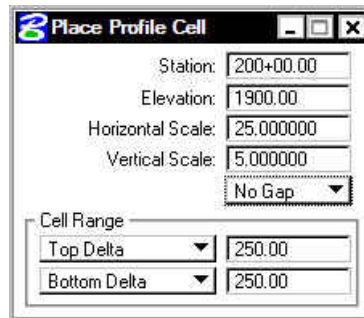 Place Profile Cell
Station: 200+00.00
Elevation: 1900.00
Horizontal Scale: 25.000000
Vertical Scale: 5.000000
No Gap
Cell Range
Top Delta 250.00
Bottom Delta 250.00